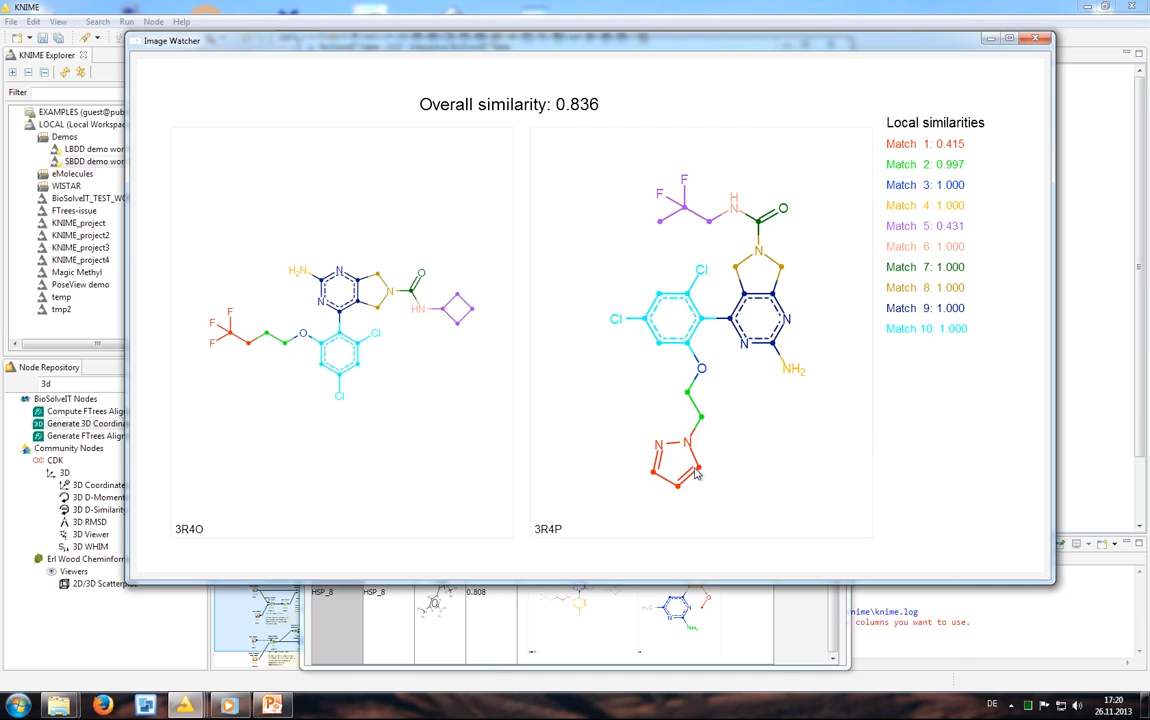 KNIME
File Edit View Search Run Node Help
Image Watcher
KNIME Explorer
Filter
EXAMPLES (guest@pub
LOCAL (Local Workspac
Demos
LBDD demo wor
SBDD demo wor
eMolecules
WISTAR
BioSolveIT_TEST_WO
FTrees-issue
KNIME_project
KNIME_project2
KNIME_project3
KNIME_project4
Magic Methyl
PoseView demo
temp
tmp2
Node Repository
3d
BioSolveIT Nodes
Compute FTrees Align
Generate 3D Coordina
Generate FTrees Align
Community Nodes
CDK
3D
3D Coordinate
3D D-Moment
3D D-Similarity
3D RMSD
3D Viewer
3D WHIM
Erl Wood Cheminform
Viewers
2D/3D Scatterp
Overall similarity: 0.836
H2N
N
N
N
O
NH
F
F
F
O
Cl
Cl
3R4O
F
F
H
N
O
N
Cl
Cl
N
N
NH2
O
N
N
3R4P
Local similarities
Match 1: 0.415
Match 2: 0.997
Match 3: 1.000
Match 4: 1.000
Match 5: 0.431
Match 6: 1.000
Match 7: 1.000
Match 8: 1.000
Match 9: 1.000
Match 10: 1.000
HSP_8 HSP_8 0.808
nime\knime.log
columns you want to use.
DE
17:20
26.11.2013